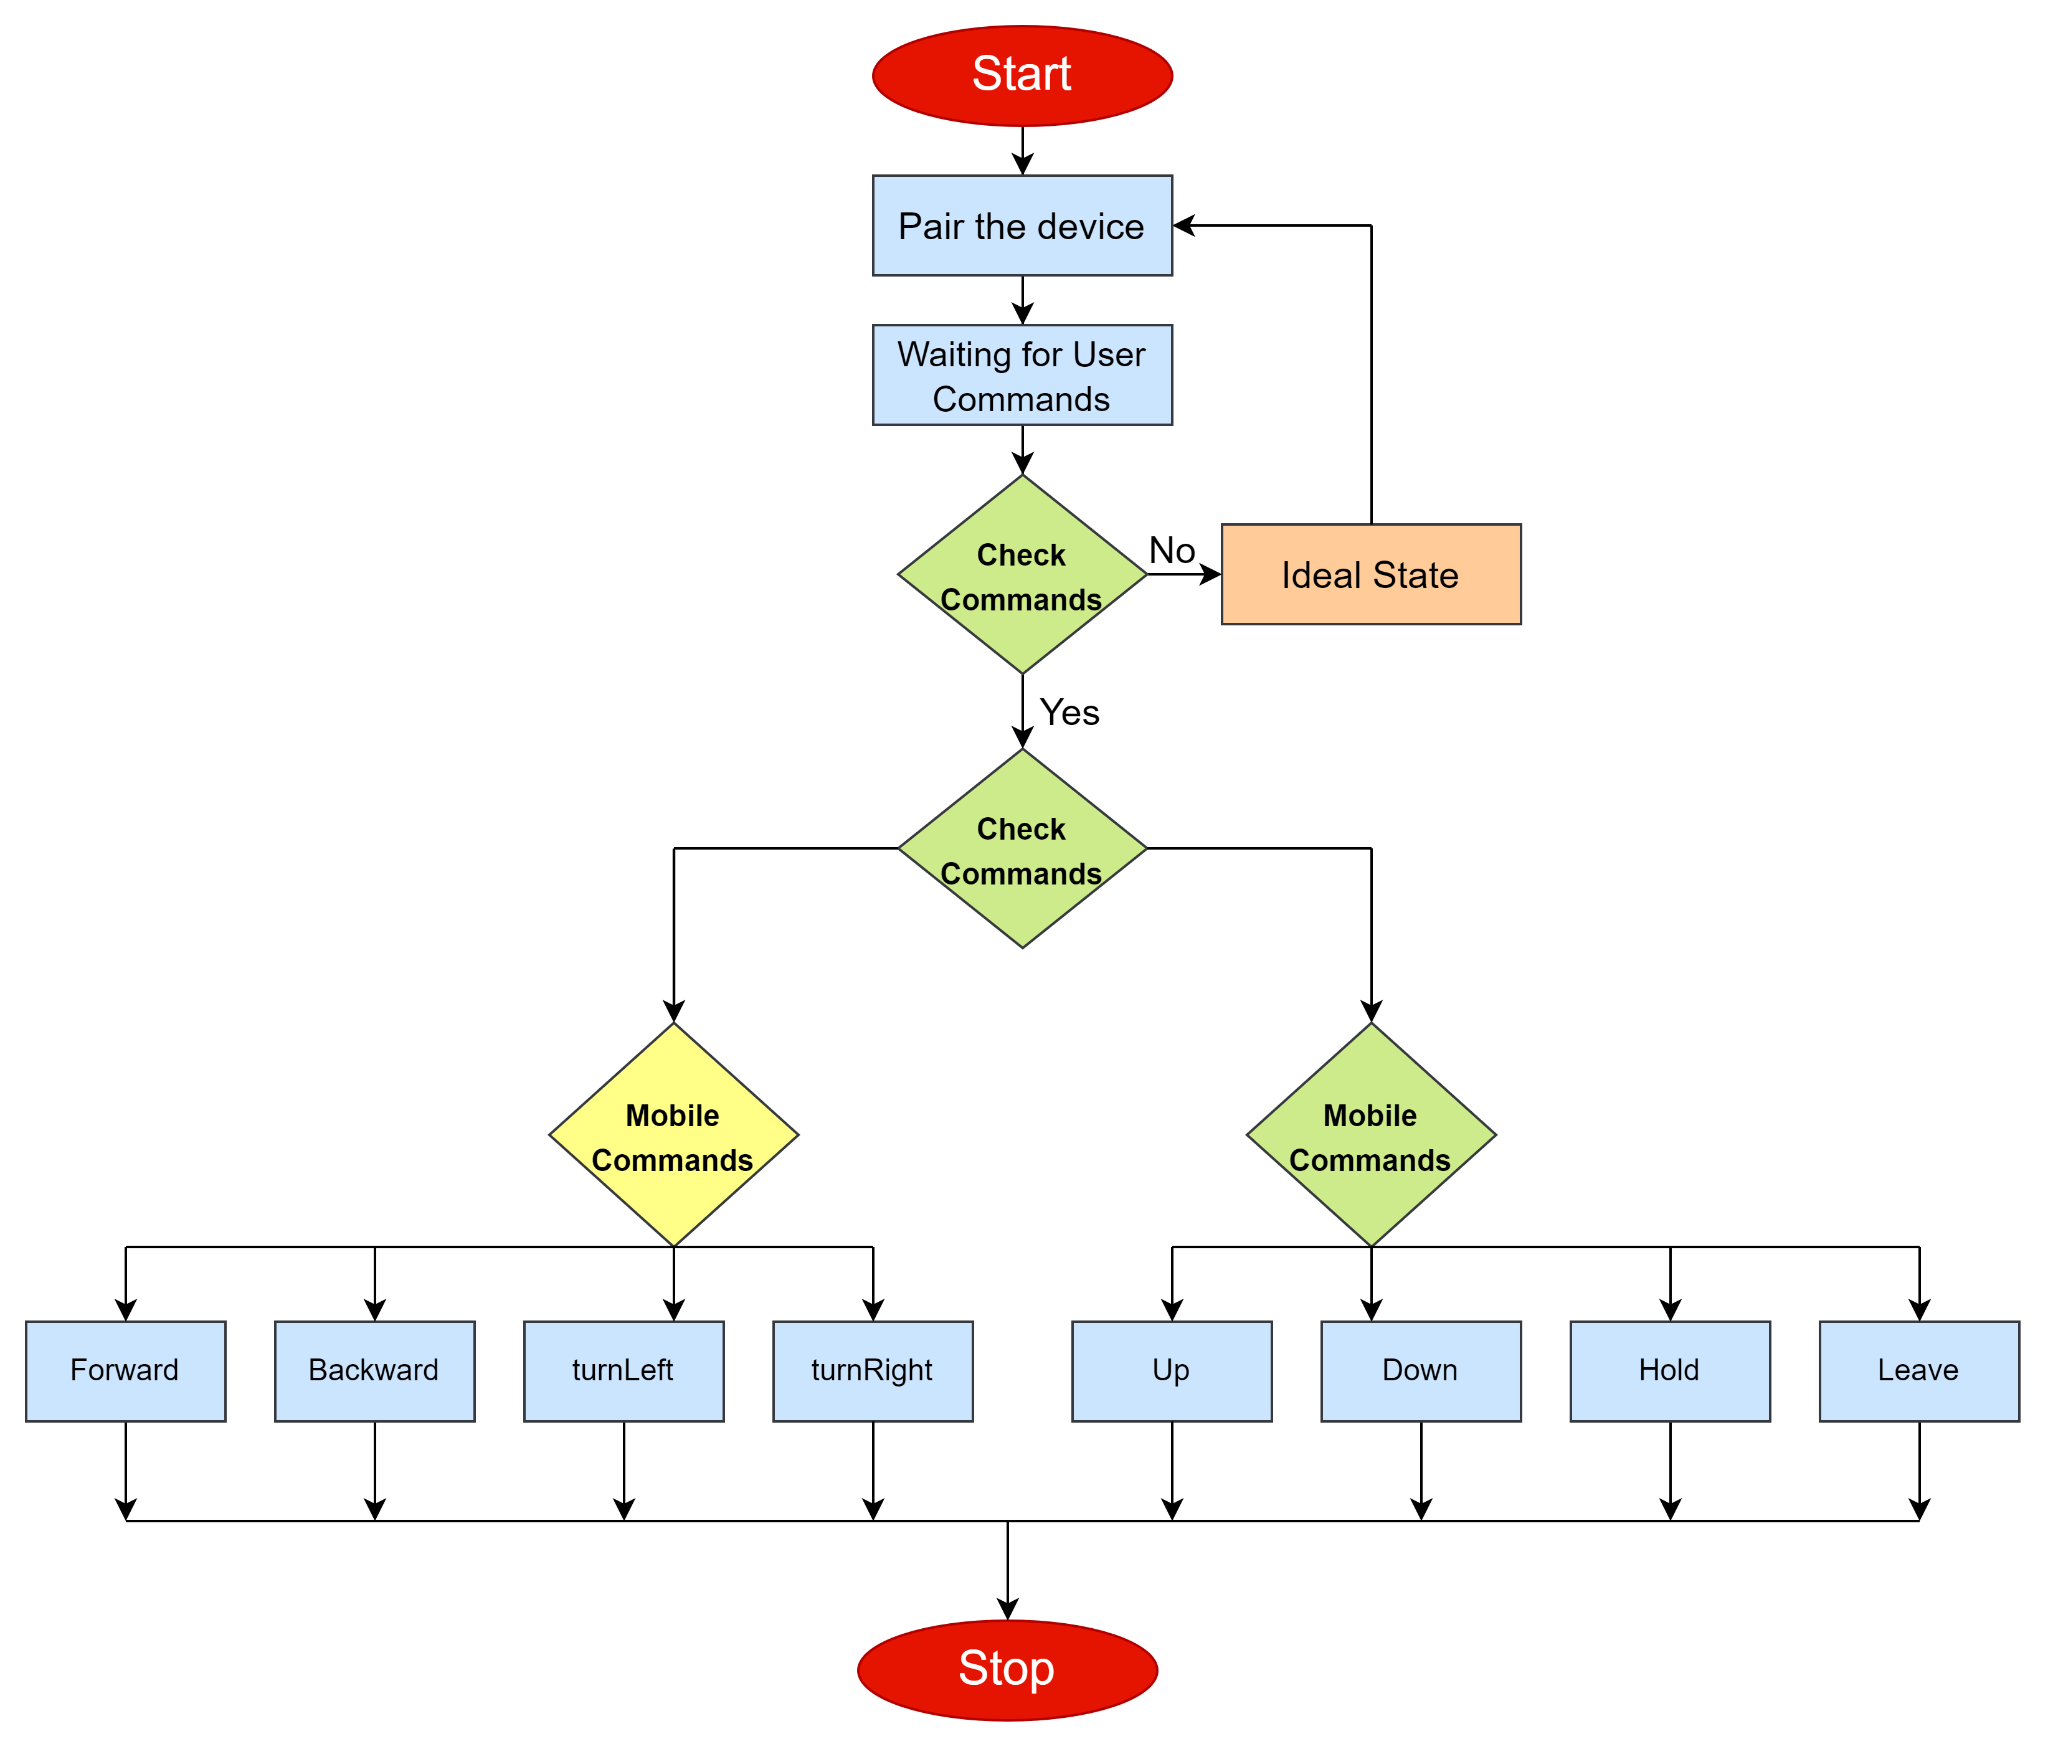 Start
Pair the device
Waiting for User
Commands
Check
Commands
No
Ideal State
Yes
Check
Commands
Mobile
Commands
Mobile
Commands
Forward
Backward
turnLeft
turnRight
Up
Down
Hold
Leave
Stop